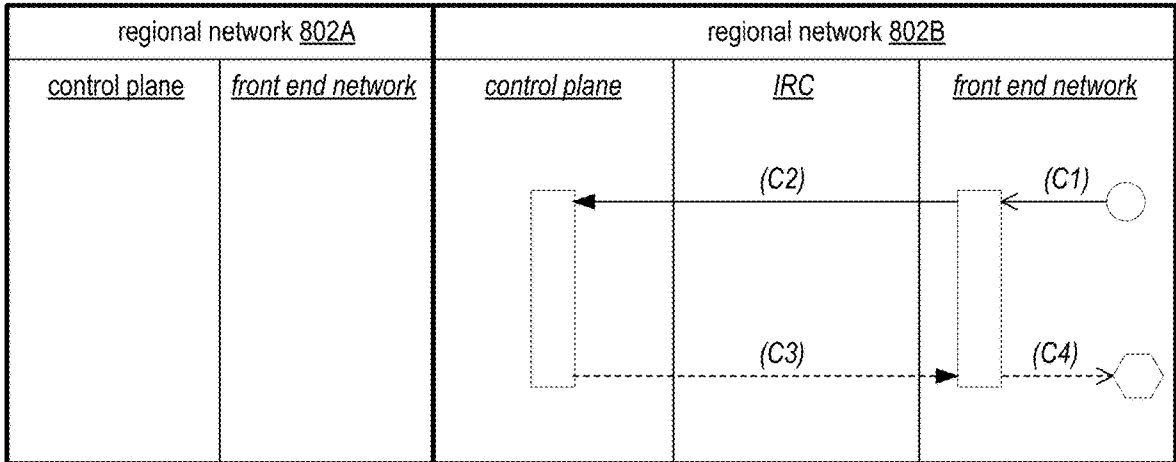 regional network 802A
regional network 802B
control plane
front end network
control plane
IRC
front end network
(C2)
(C1)
(C3)
(C4)